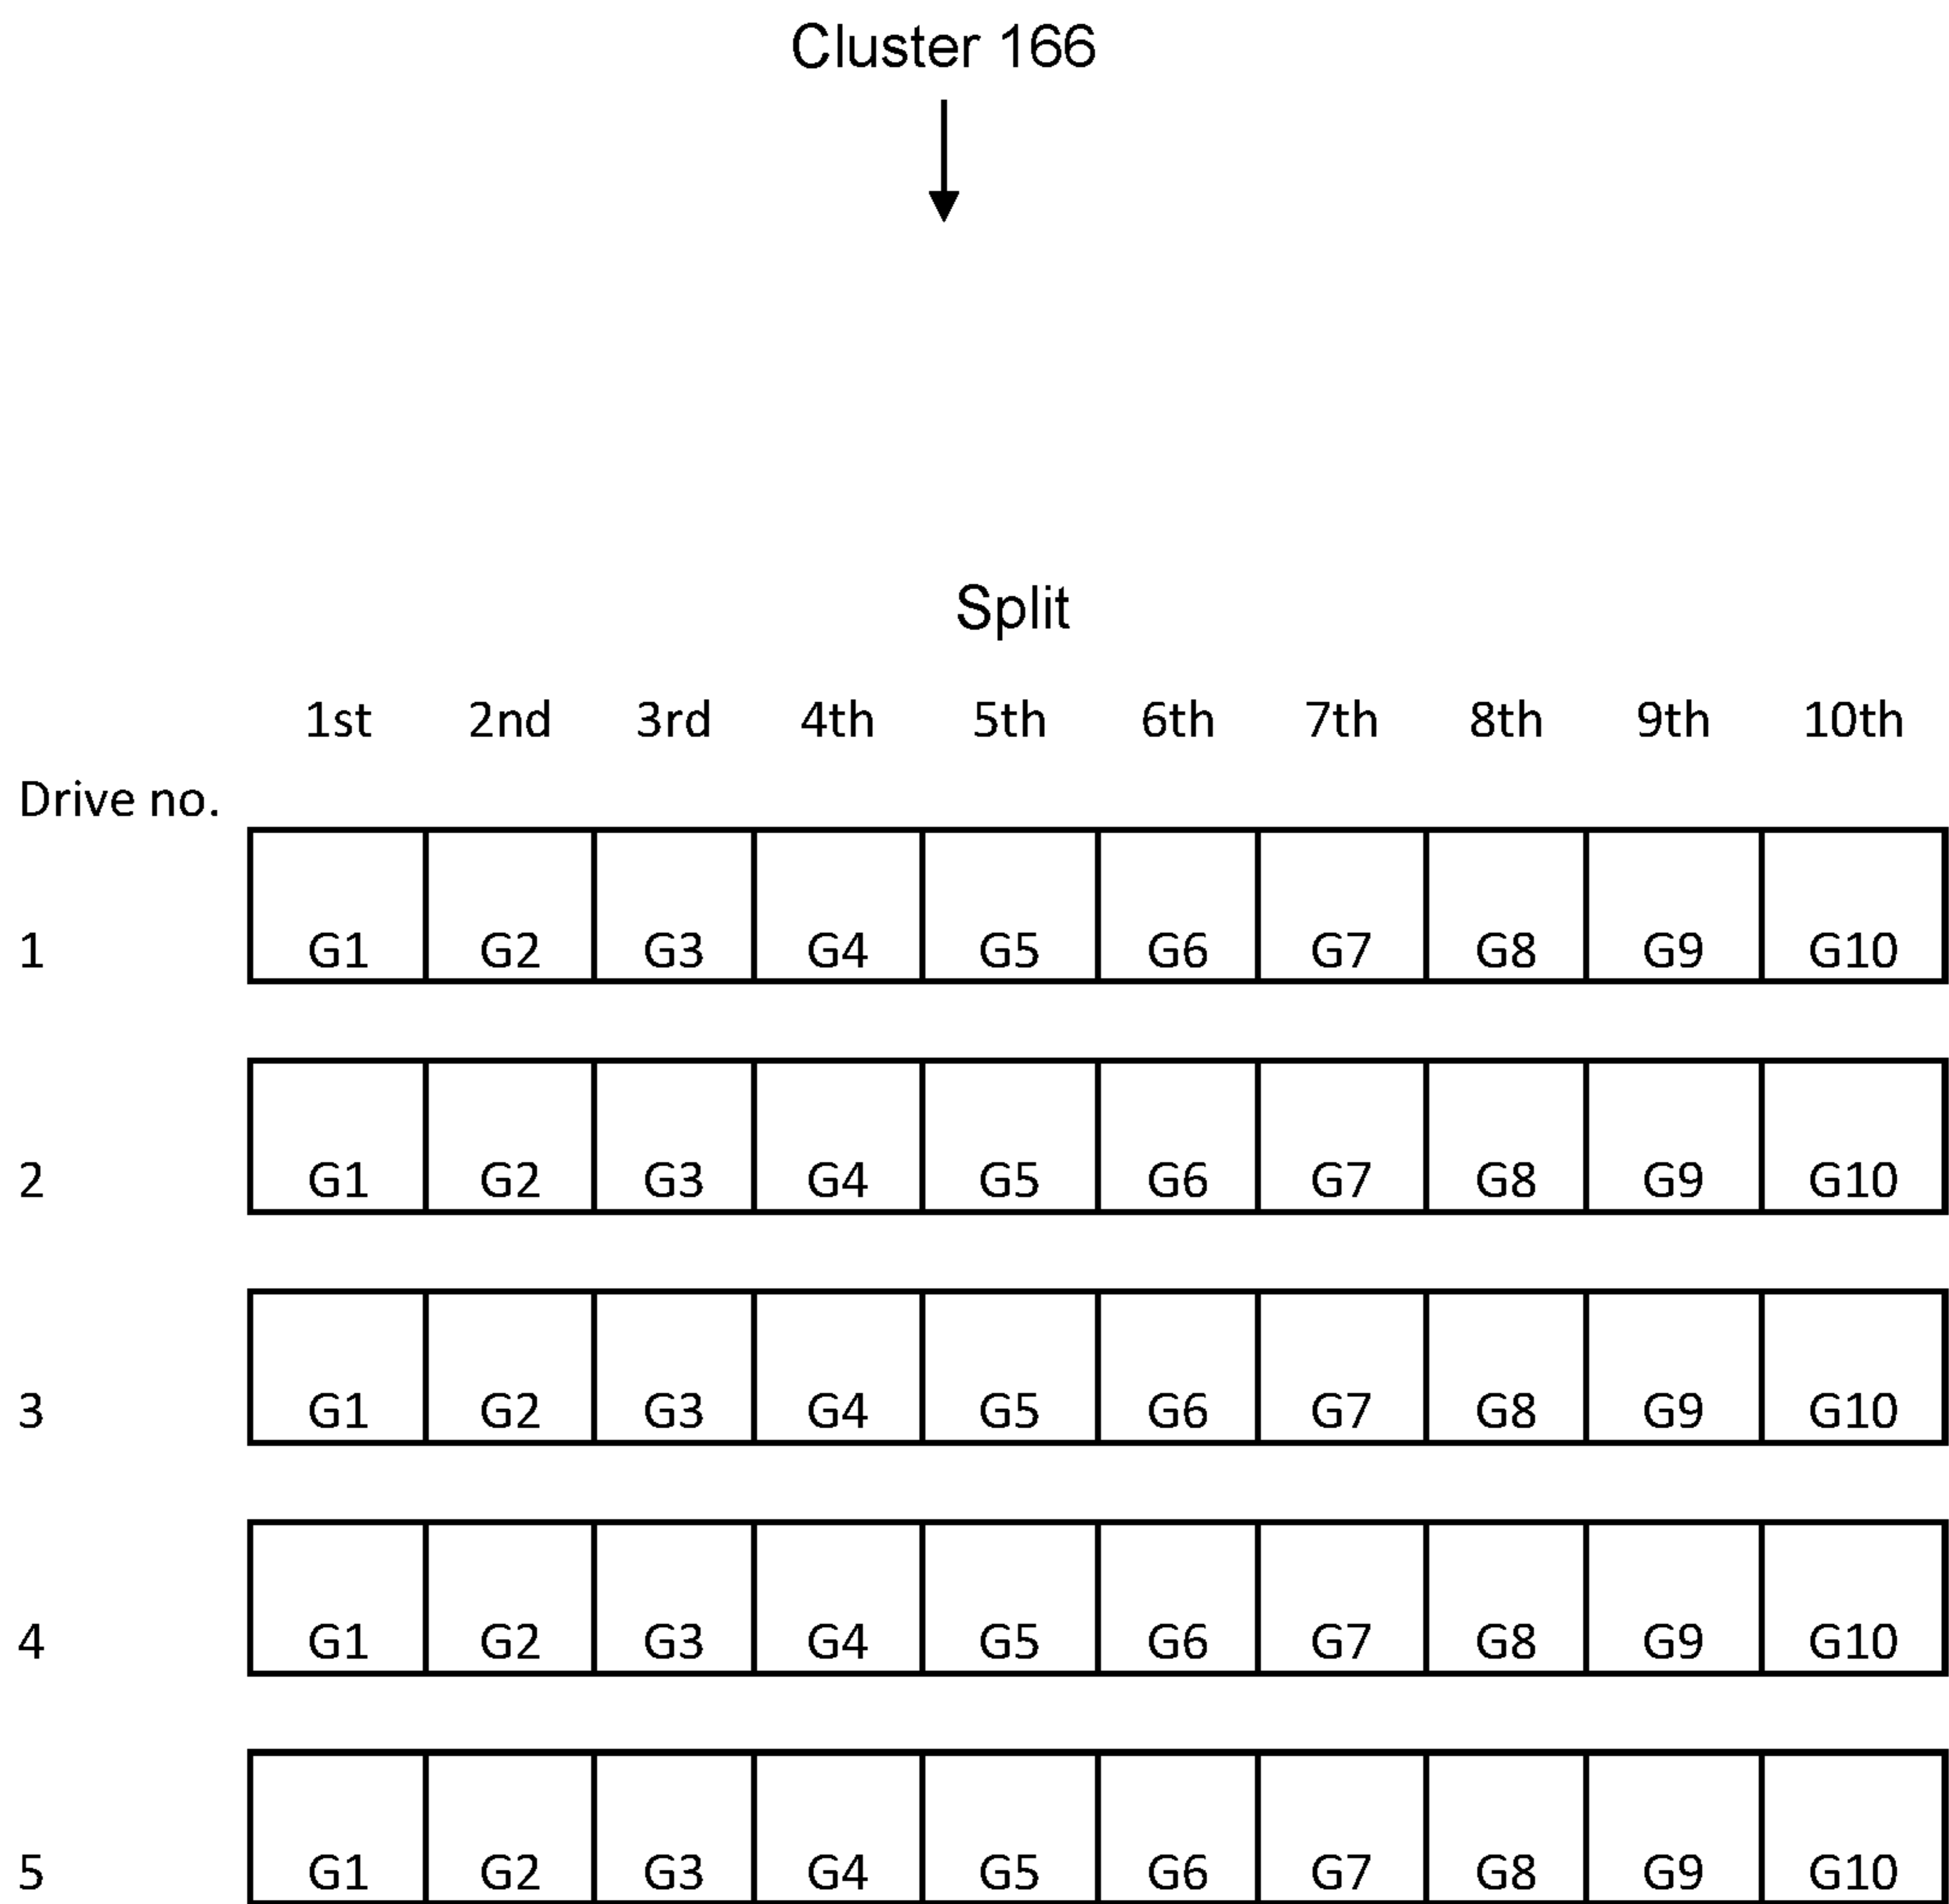 Cluster 166
Split
1st 2nd 3rd 4th 5th 6th 7th 8th 9th 10th
Drive no.
1 G1 G2 G3 G4 G5 G6 G7 G8 G9 G10
2 G1 G2 G3 G4 G5 G6 G7 G8 G9 G10
3 G1 G2 G3 G4 G5 G6 G7 G8 G9 G10
4 G1 G2 G3 G4 G5 G6 G7 G8 G9 G10
5 G1 G2 G3 G4 G5 G6 G7 G8 G9 G10